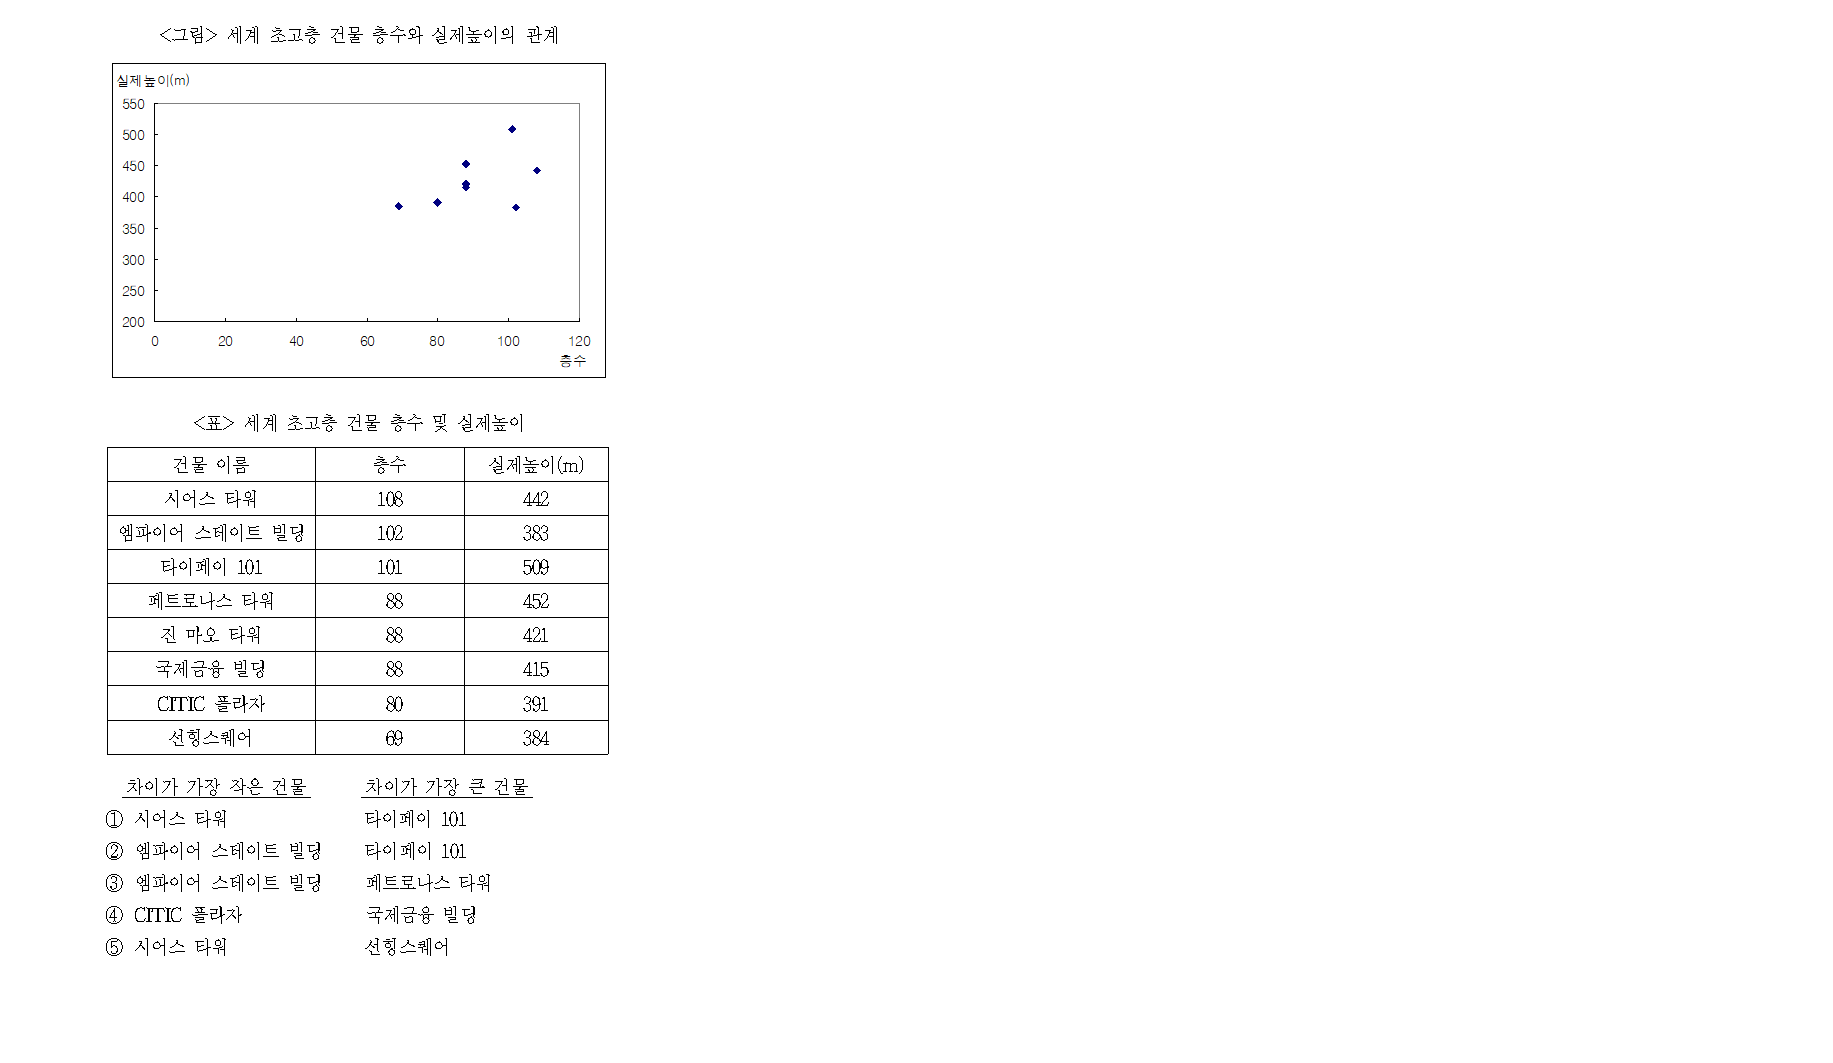 <그림> 세계 초고층 건물 층수와 실제높이의 관계
실제높이(m)
550
500
450
400
350
300
250
200
0 20 40 60 80 100 120
층수
<표> 세계 초고층 건물 층수 및 실제높이
건물 이름 층수 실제높이(m)
시어스 타워 108 442
엠파이어 스테이트 빌딩 102 383
타이페이 101 101 509
페트로나스 타워 88 452
진 마오 타워 88 421
국제금융 빌딩 88 415
CITIC 플라자 80 391
선힝스퀘어 69 384
차이가 가장 작은 건물 차이가 가장 큰 건물
① 시어스 타워 타이페이 101
② 엠파이어 스테이트 빌딩 타이페이 101
③ 엠파이어 스테이트 빌딩 페트로나스 타워
④ CITIC 플라자 국제금융 빌딩
⑤ 시어스 타워 선힝스퀘어